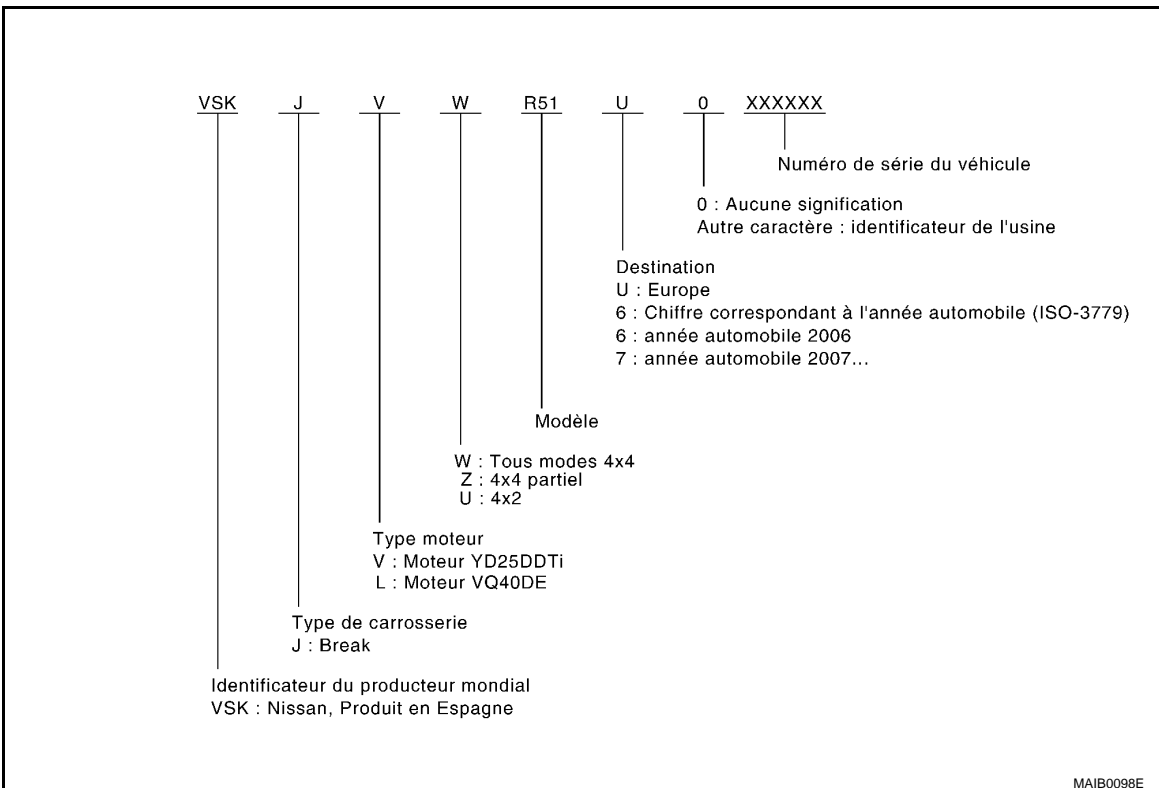 VSK J V W R51 U 0 XXXXXX
Numéro de série du véhicule
0 : Aucune signification
Autre caractère : identificateur de l'usine
Destination
U : Europe
6 : Chiffre correspondant à l'année automobile (ISO-3779)
6 : année automobile 2006
7 : année automobile 2007...
Modèle
W : Tous modes 4x4
Z : 4x4 partiel
U : 4x2
Type moteur
V : Moteur YD25DDTi
L : Moteur VQ40DE
Type de carrosserie
J : Break
Identificateur du producteur mondial
VSK : Nissan, Produit en Espagne
MAIB0098E